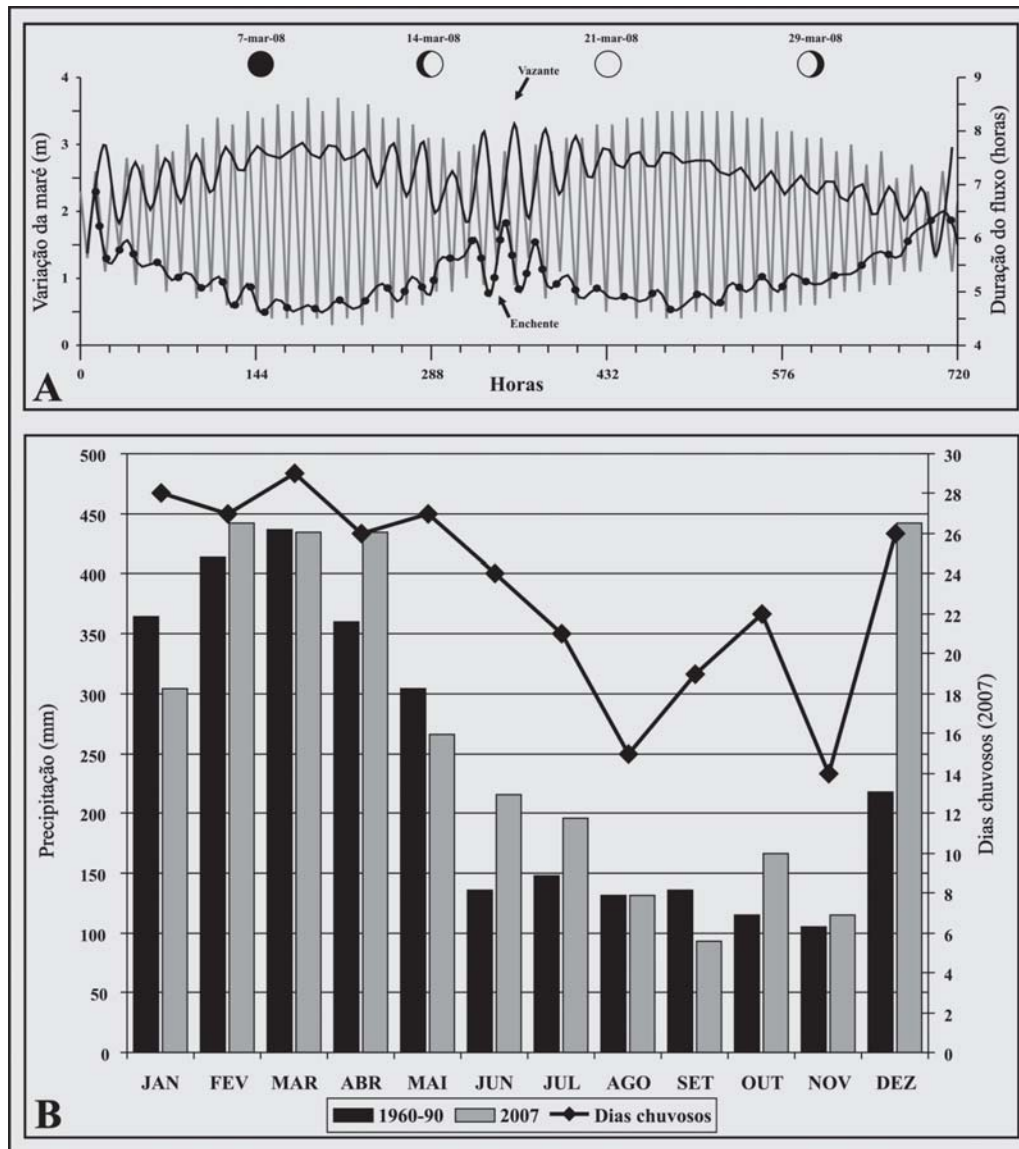 7-mar-08 14-mar-08 21-mar-08 29-mar-08
Vazante
Enchente
Variação da maré (m)
4
3
2
1
0
Duração do fluxo (horas)
9
8
7
6
5
4
0 144 288 432 576 720
Horas
A
Precipitação (mm)
500
450
400
350
300
250
200
150
100
50
0
Dias chuvosos (2007)
30
28
26
24
22
20
18
16
14
12
10
8
6
4
2
0
JAN FEV MAR ABR MAI JUN JUL AGO SET OUT NOV DEZ
1960-90 2007 Dias chuvosos
B